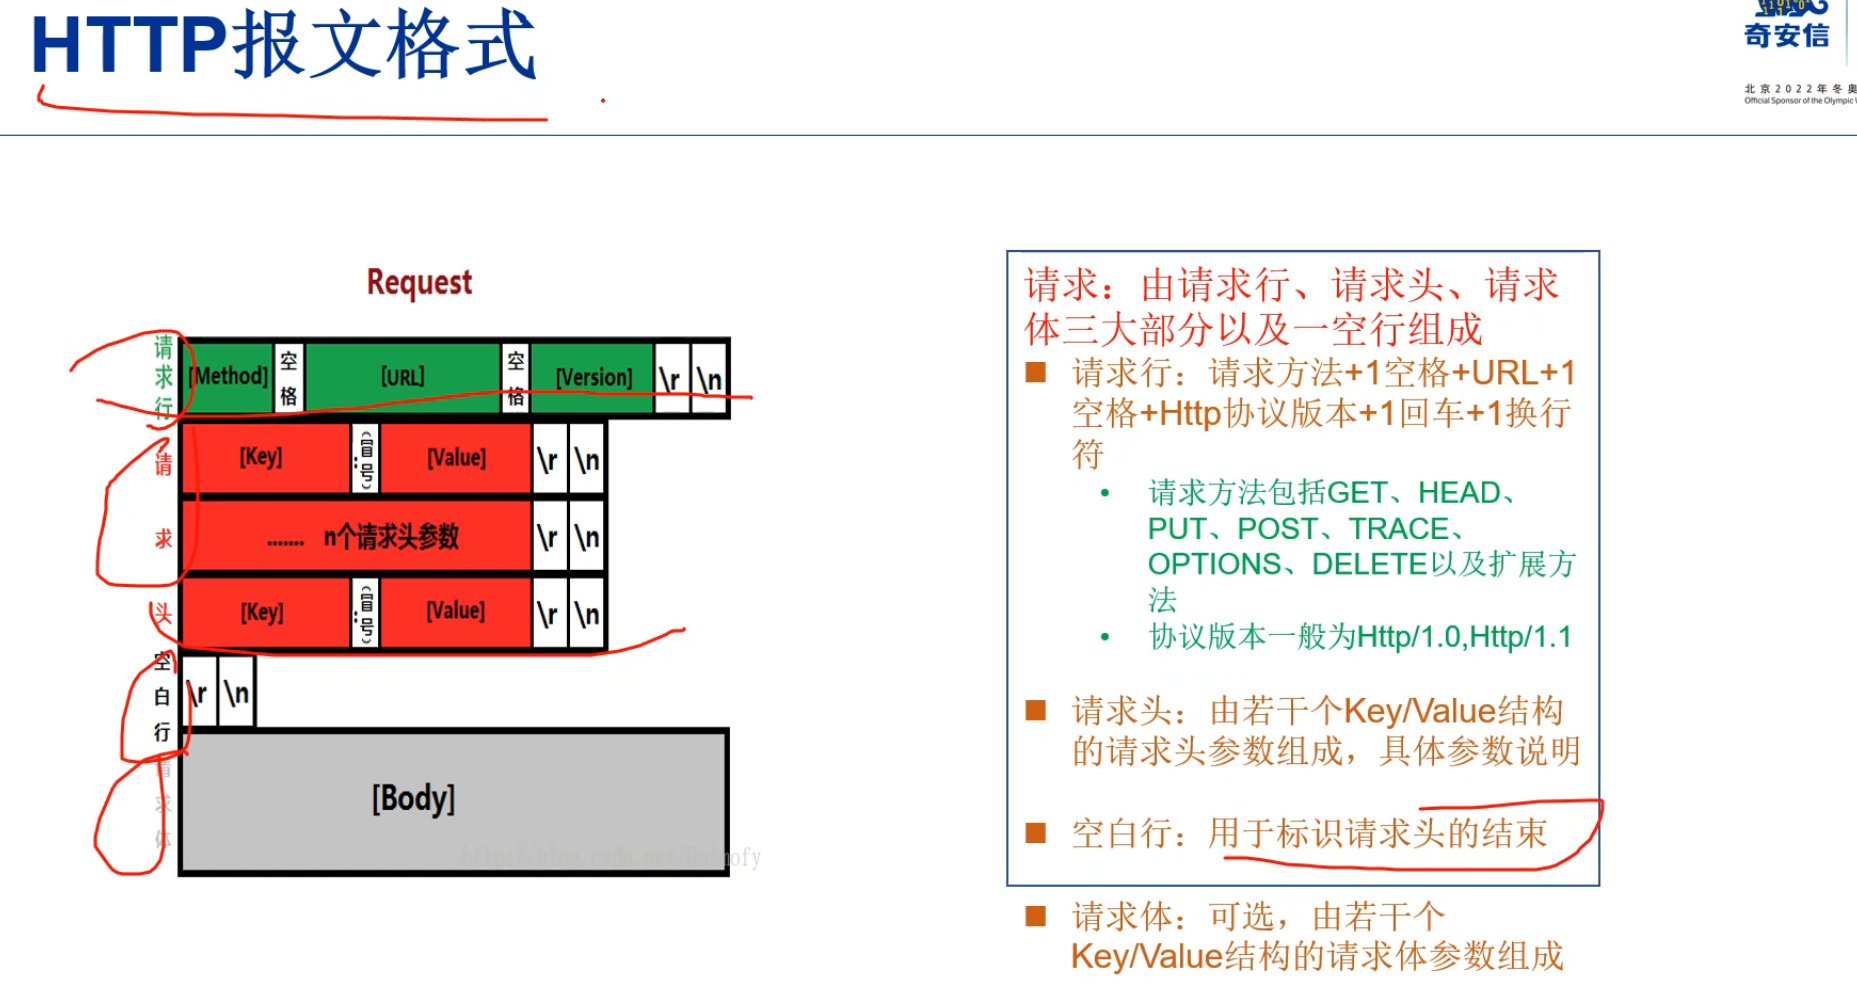 HTTP报文格式
奇安信
北京2022年冬奥
Official Sponsor of the Olympic
Request
请求行
[Method] 空格 [URL] 空格 [Version] \r \n
请求头
[Key] :(冒号) [Value] \r \n
....... n个请求头参数 \r \n
[Key] :(冒号) [Value] \r \n
空白行
\r \n
请求体
[Body]
请求：由请求行、请求头、请求
体三大部分以及一空行组成
■ 请求行：请求方法+1空格+URL+1
空格+Http协议版本+1回车+1换行
符
• 请求方法包括GET、HEAD、
PUT、POST、TRACE、
OPTIONS、DELETE以及扩展方
法
• 协议版本一般为Http/1.0,Http/1.1
■ 请求头：由若干个Key/Value结构
的请求头参数组成，具体参数说明
■ 空白行：用于标识请求头的结束
■ 请求体：可选，由若干个
Key/Value结构的请求体参数组成